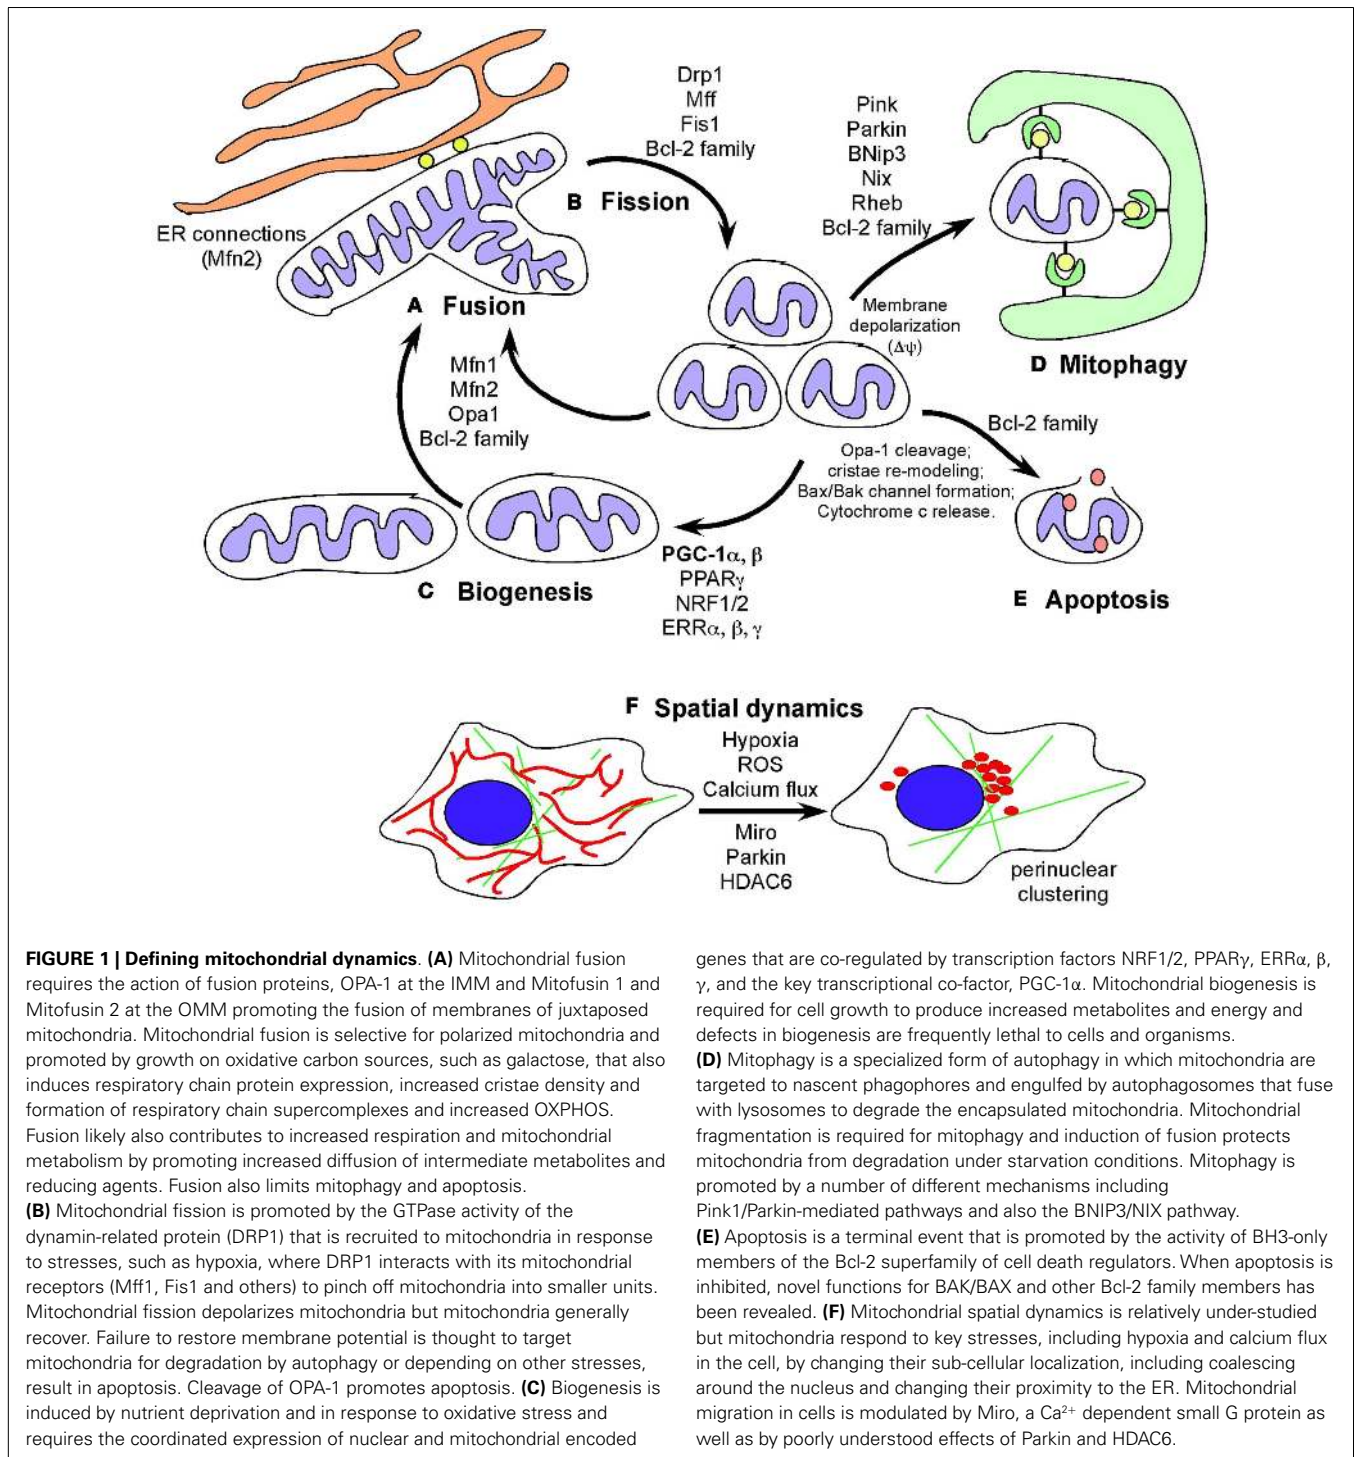 Drp1
Mff
Fis1
Bcl-2 family
B Fission
ER connections
(Mfn2)
A Fusion
Pink
Parkin
BNip3
Nix
Rheb
Bcl-2 family
Membrane
depolarization
(Δψ)
D Mitophagy
Mfn1
Mfn2
Opa1
Bcl-2 family
Bcl-2 family
Opa-1 cleavage;
cristae re-modeling;
Bax/Bak channel formation;
Cytochrome c release.
PGC-1α, β
PPARγ
NRF1/2
ERRα, β, γ
C Biogenesis
E Apoptosis
F Spatial dynamics
Hypoxia
ROS
Calcium flux
Miro
Parkin
HDAC6
perinuclear
clustering
FIGURE 1 | Defining mitochondrial dynamics. (A) Mitochondrial fusion
requires the action of fusion proteins, OPA-1 at the IMM and Mitofusin 1 and
Mitofusin 2 at the OMM promoting the fusion of membranes of juxtaposed
mitochondria. Mitochondrial fusion is selective for polarized mitochondria and
promoted by growth on oxidative carbon sources, such as galactose, that also
induces respiratory chain protein expression, increased cristae density and
formation of respiratory chain supercomplexes and increased OXPHOS.
Fusion likely also contributes to increased respiration and mitochondrial
metabolism by promoting increased diffusion of intermediate metabolites and
reducing agents. Fusion also limits mitophagy and apoptosis.
(B) Mitochondrial fission is promoted by the GTPase activity of the
dynamin-related protein (DRP1) that is recruited to mitochondria in response
to stresses, such as hypoxia, where DRP1 interacts with its mitochondrial
receptors (Mff1, Fis1 and others) to pinch off mitochondria into smaller units.
Mitochondrial fission depolarizes mitochondria but mitochondria generally
recover. Failure to restore membrane potential is thought to target
mitochondria for degradation by autophagy or depending on other stresses,
result in apoptosis. Cleavage of OPA-1 promotes apoptosis. (C) Biogenesis is
induced by nutrient deprivation and in response to oxidative stress and
requires the coordinated expression of nuclear and mitochondrial encoded
genes that are co-regulated by transcription factors NRF1/2, PPARγ, ERRα, β,
γ, and the key transcriptional co-factor, PGC-1α. Mitochondrial biogenesis is
required for cell growth to produce increased metabolites and energy and
defects in biogenesis are frequently lethal to cells and organisms.
(D) Mitophagy is a specialized form of autophagy in which mitochondria are
targeted to nascent phagophores and engulfed by autophagosomes that fuse
with lysosomes to degrade the encapsulated mitochondria. Mitochondrial
fragmentation is required for mitophagy and induction of fusion protects
mitochondria from degradation under starvation conditions. Mitophagy is
promoted by a number of different mechanisms including
Pink1/Parkin-mediated pathways and also the BNIP3/NIX pathway.
(E) Apoptosis is a terminal event that is promoted by the activity of BH3-only
members of the Bcl-2 superfamily of cell death regulators. When apoptosis is
inhibited, novel functions for BAK/BAX and other Bcl-2 family members has
been revealed. (F) Mitochondrial spatial dynamics is relatively under-studied
but mitochondria respond to key stresses, including hypoxia and calcium flux
in the cell, by changing their sub-cellular localization, including coalescing
around the nucleus and changing their proximity to the ER. Mitochondrial
migration in cells is modulated by Miro, a Ca²⁺ dependent small G protein as
well as by poorly understood effects of Parkin and HDAC6.